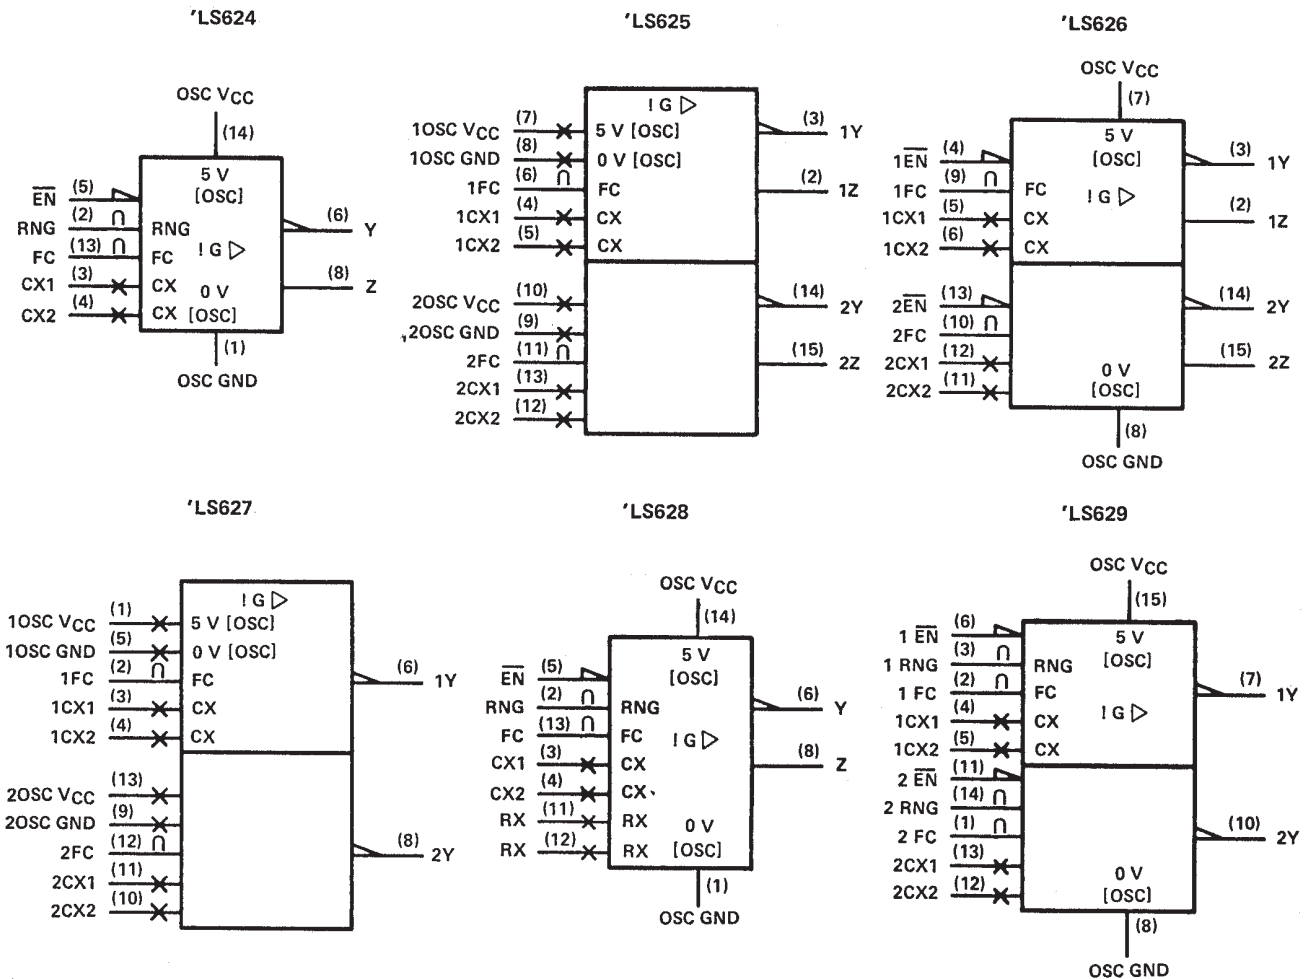 'LS624
OSC VCC
(14)
5 V
[OSC]
EN (5)
RNG (2) ∩ RNG
FC (13) ∩ FC
! G ▷
CX1 (3) CX
CX2 (4) CX
0 V
[OSC]
(6) Y
(8) Z
(1)
OSC GND
'LS625
! G ▷
1OSC VCC (7) 5 V [OSC]
1OSC GND (8) 0 V [OSC]
1FC (6) ∩ FC
1CX1 (4) CX
1CX2 (5) CX
(3) 1Y
(2) 1Z
2OSC VCC (10)
2OSC GND (9)
2FC (11) ∩
2CX1 (13)
2CX2 (12)
(14) 2Y
(15) 2Z
'LS626
OSC VCC
(7)
5 V
[OSC]
1EN (4)
1FC (9) ∩ FC
! G ▷
1CX1 (5) CX
1CX2 (6) CX
(3) 1Y
(2) 1Z
2EN (13)
2FC (10) ∩
2CX1 (12)
2CX2 (11)
0 V
[OSC]
(14) 2Y
(15) 2Z
(8)
OSC GND
'LS627
! G ▷
1OSC VCC (1) 5 V [OSC]
1OSC GND (5) 0 V [OSC]
1FC (2) ∩ FC
1CX1 (3) CX
1CX2 (4) CX
(6) 1Y
2OSC VCC (13)
2OSC GND (9)
2FC (12) ∩
2CX1 (11)
2CX2 (10)
(8) 2Y
'LS628
OSC VCC
(14)
5 V
[OSC]
EN (5)
RNG (2) ∩ RNG
FC (13) ∩ FC
! G ▷
CX1 (3) CX
CX2 (4) CX
RX (11) RX
RX (12) RX
0 V
[OSC]
(6) Y
(8) Z
(1)
OSC GND
'LS629
OSC VCC
(15)
5 V
[OSC]
1 EN (6)
1 RNG (3) ∩ RNG
1 FC (2) ∩ FC
! G ▷
1CX1 (4) CX
1CX2 (5) CX
(7) 1Y
2 EN (11)
2 RNG (14) ∩
2 FC (1) ∩
2CX1 (13)
2CX2 (12)
0 V
[OSC]
(10) 2Y
(8)
OSC GND